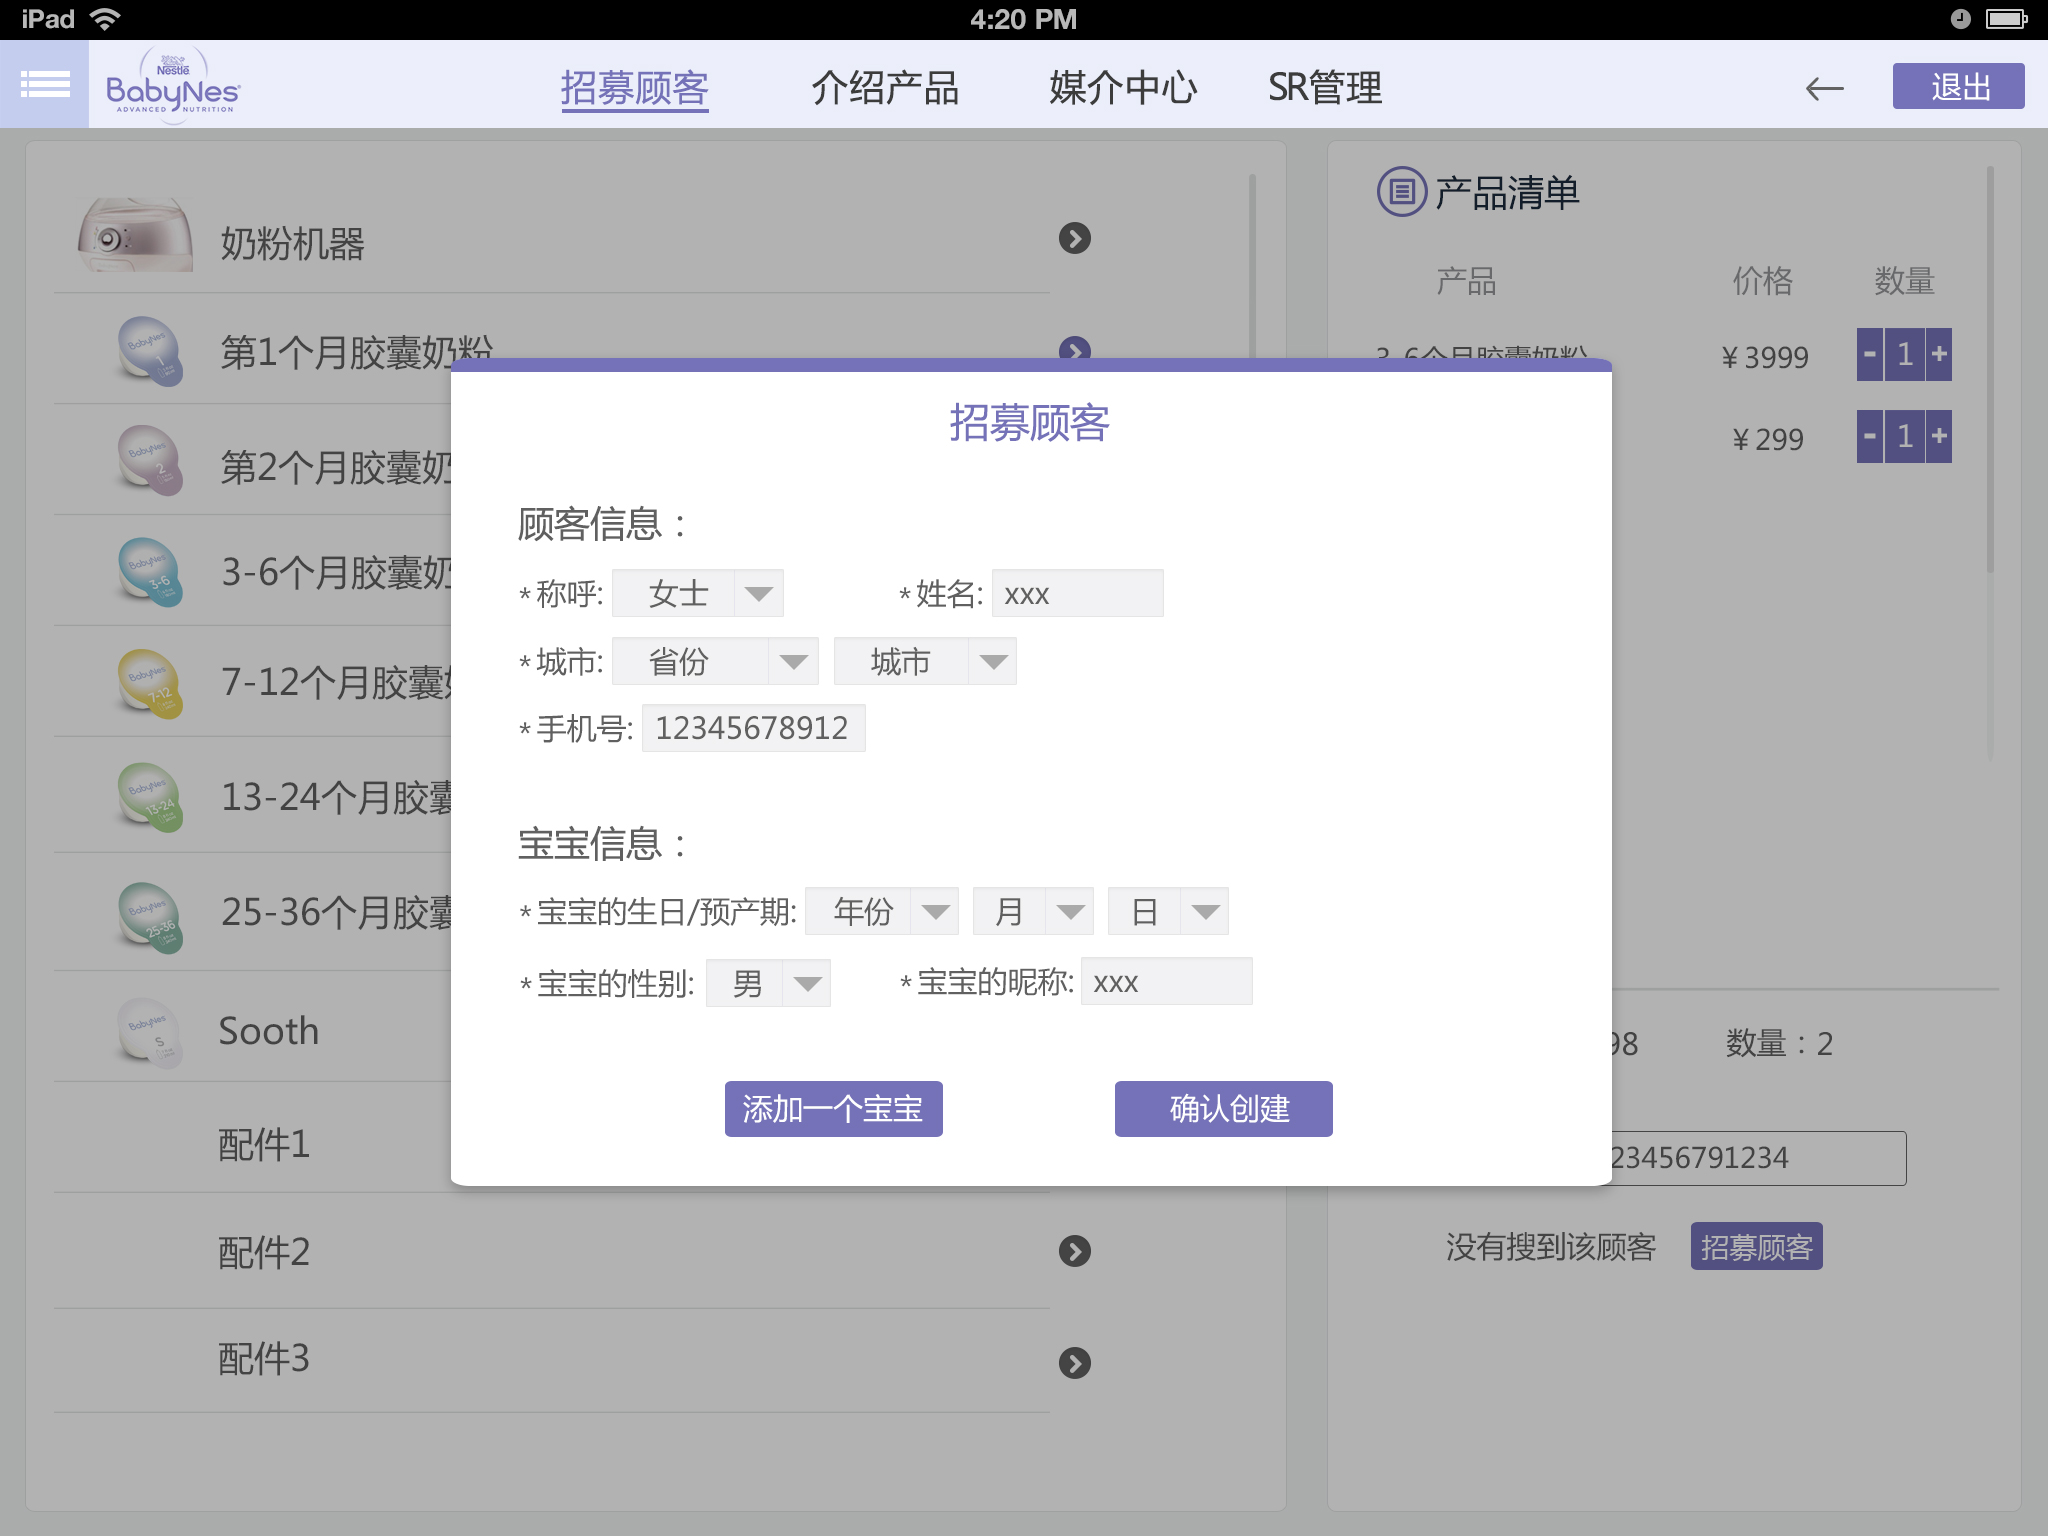 iPad 4:20 PM
Nestlé
BabyNes
ADVANCED NUTRITION
招募顾客 介绍产品 媒介中心 SR管理 退出
奶粉机器
第1个月胶囊奶粉
第2个月胶囊奶
3-6个月胶囊奶
7-12个月胶囊
13-24个月胶囊
25-36个月胶囊
Sooth
配件1
配件2
配件3
产品清单
产品 价格 数量
3-6个月胶囊奶粉 ¥3999 - 1 +
¥299 - 1 +
98 数量：2
23456791234
没有搜到该顾客 招募顾客
招募顾客
顾客信息：
*称呼: 女士 *姓名: xxx
*城市: 省份 城市
*手机号: 12345678912
宝宝信息：
*宝宝的生日/预产期: 年份 月 日
*宝宝的性别: 男 *宝宝的昵称: xxx
添加一个宝宝 确认创建